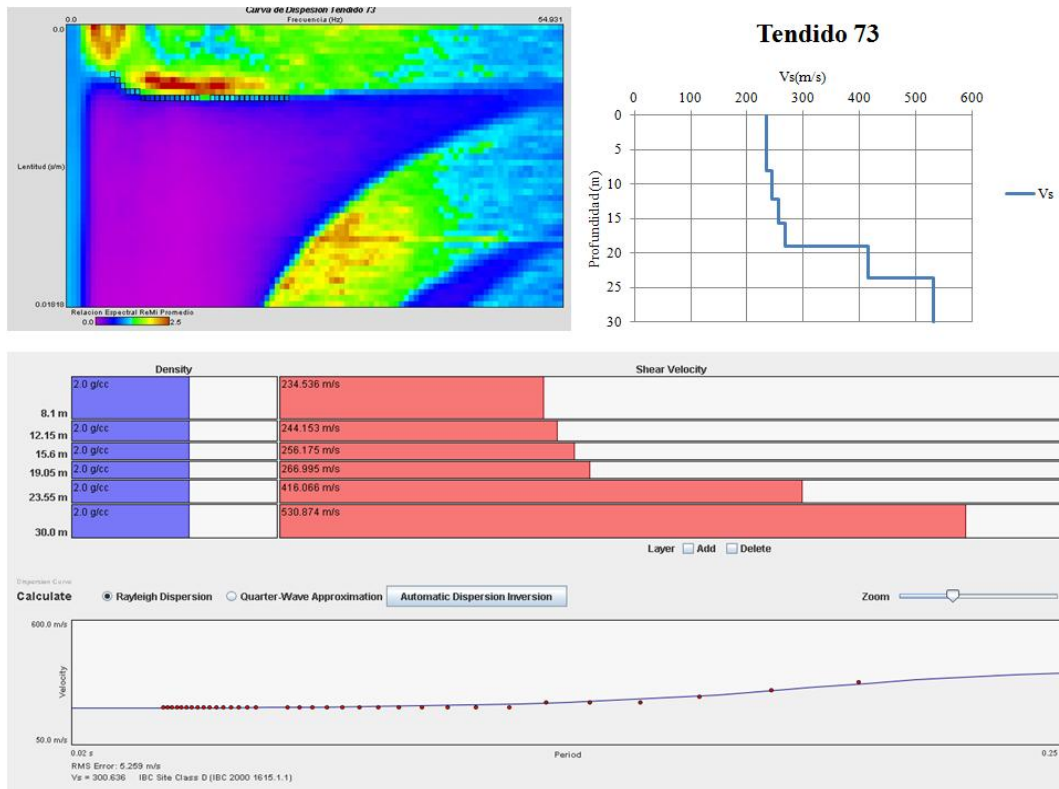 Curva de Dispesión Tendido 73
0.0 Frecuencia (Hz) 54.931
0.0
Lentitud (s/m)
0.01818
Relacion Espectral ReMi Promedio
0.0 2.5
Tendido 73
Vs(m/s)
0 100 200 300 400 500 600
0
5
10
15
20
25
30
Profundidad(m)
Vs
Density Shear Velocity
2.0 g/cc 234.536 m/s
8.1 m
2.0 g/cc 244.153 m/s
12.15 m
2.0 g/cc 256.175 m/s
15.6 m
2.0 g/cc 266.995 m/s
19.05 m
2.0 g/cc 416.066 m/s
23.55 m
2.0 g/cc 530.874 m/s
30.0 m
Layer Add Delete
Dispersion Curve
Calculate Rayleigh Dispersion Quarter-Wave Approximation Automatic Dispersion Inversion Zoom
600.0 m/s
Velocity
50.0 m/s
0.02 s Period 0.25
RMS Error: 5.259 m/s
Vs = 300.636 IBC Site Class D (IBC 2000 1615.1.1)